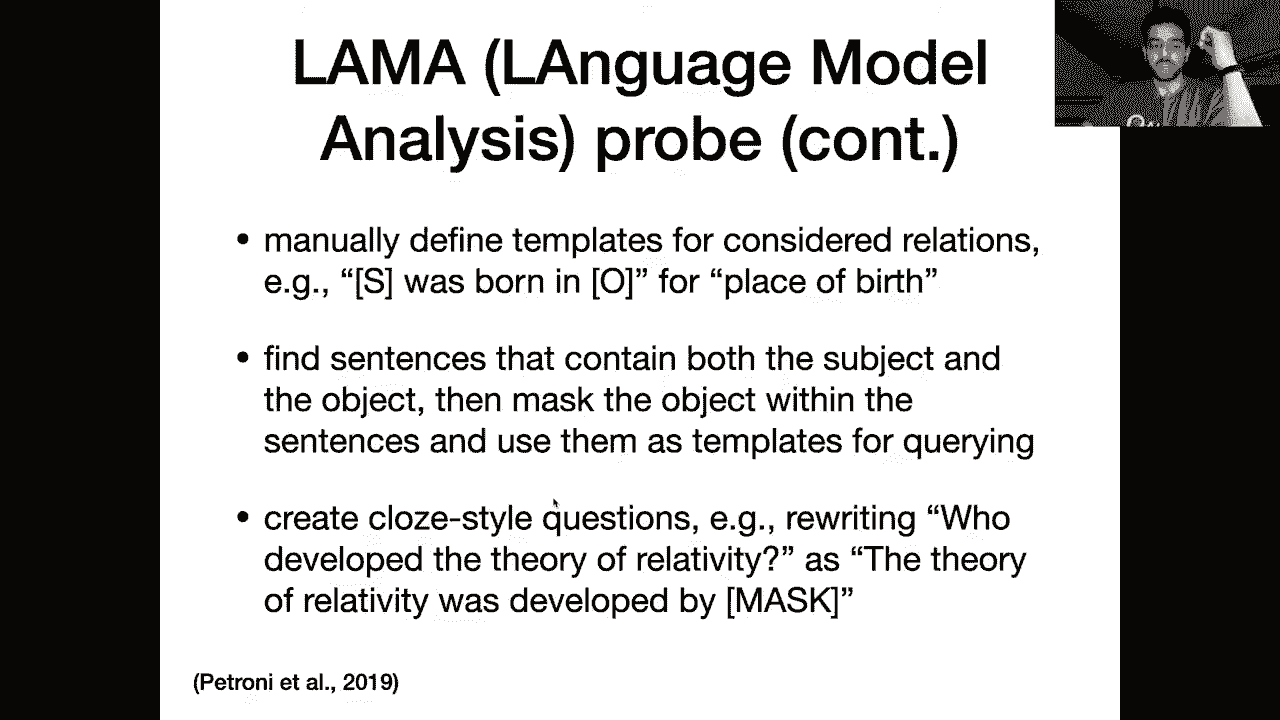 LAMA (LAnguage Model
Analysis) probe (cont.)
• manually define templates for considered relations,
e.g., “[S] was born in [O]” for “place of birth”
• find sentences that contain both the subject and
the object, then mask the object within the
sentences and use them as templates for querying
• create cloze-style questions, e.g., rewriting “Who
developed the theory of relativity?” as “The theory
of relativity was developed by [MASK]”
(Petroni et al., 2019)